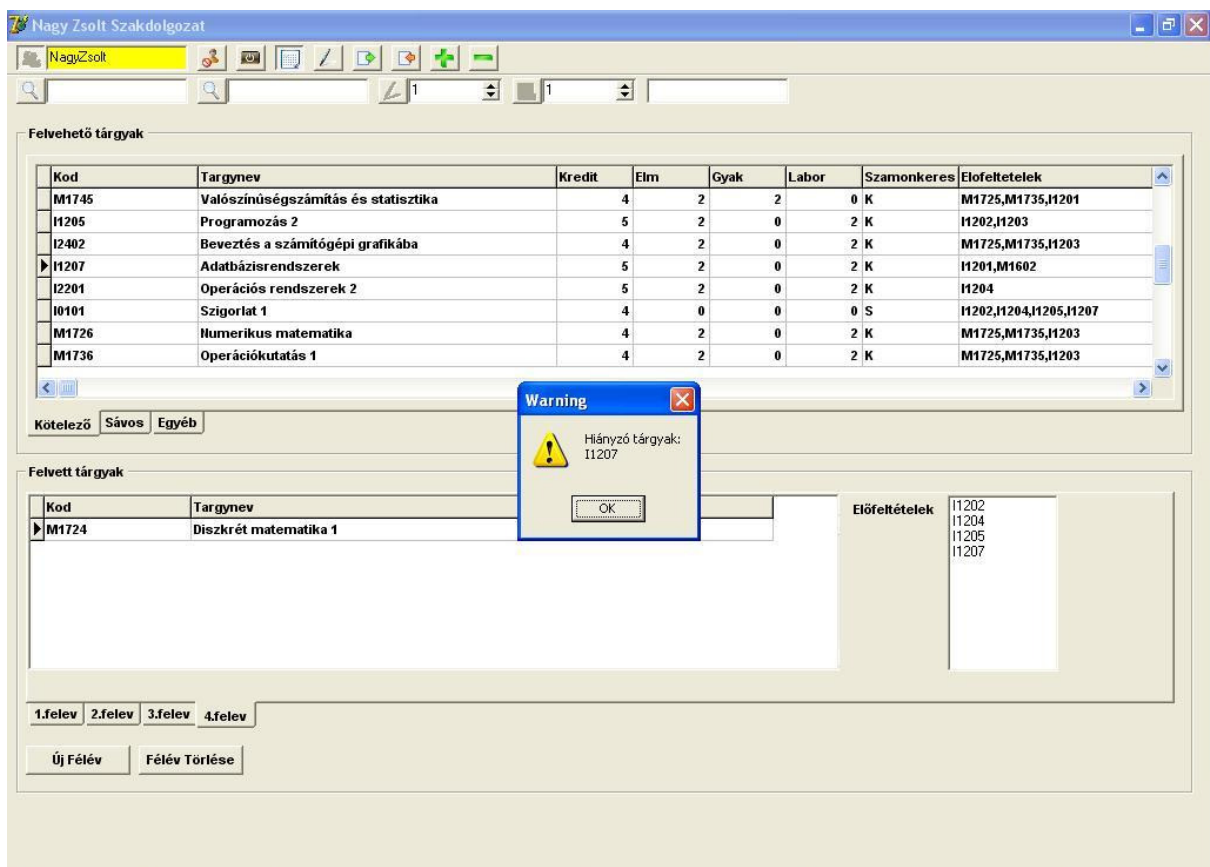 Nagy Zsolt Szakdolgozat
NagyZsolt
1 1
Felvehető tárgyak
Kod Targynev Kredit Elm Gyak Labor Szamonkeres Elofeltetelek
M1745 Valószínûségszámítás és statisztika 4 2 2 0 K M1725,M1735,I1201
I1205 Programozás 2 5 2 0 2 K I1202,I1203
I2402 Beveztés a számítógépi grafikába 4 2 0 2 K M1725,M1735,I1203
I1207 Adatbázisrendszerek 5 2 0 2 K I1201,M1602
I2201 Operációs rendszerek 2 5 2 0 2 K I1204
I0101 Szigorlat 1 4 0 0 0 S I1202,I1204,I1205,I1207
M1726 Numerikus matematika 4 2 0 2 K M1725,M1735,I1203
M1736 Operációkutatás 1 4 2 0 2 K M1725,M1735,I1203
Kötelező Sávos Egyéb
Warning
Hiányzó tárgyak:
I1207
OK
Felvett tárgyak
Kod Targynev
M1724 Diszkrét matematika 1
Előfeltételek
I1202
I1204
I1205
I1207
1.felev 2.felev 3.felev 4.felev
Új Félév Félév Törlése